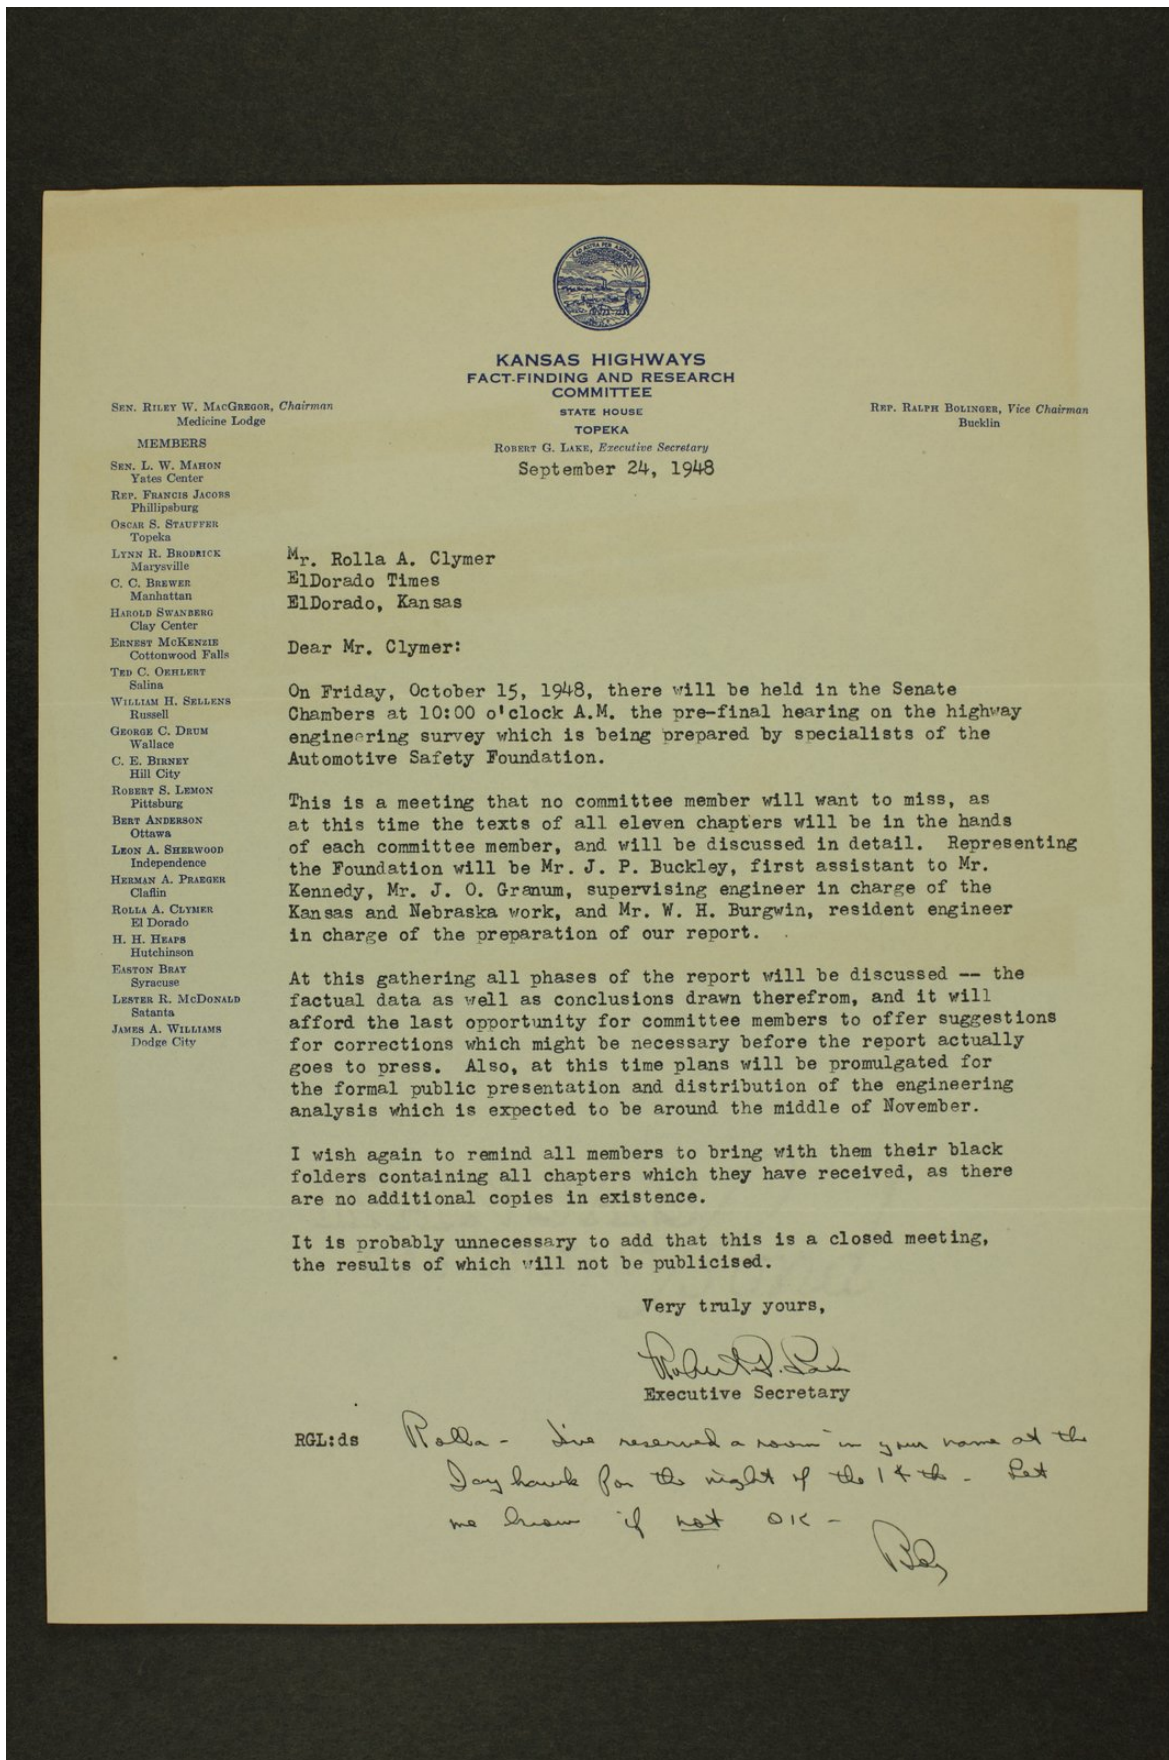 AD ASTRA PER ASPERA
KANSAS HIGHWAYS
FACT-FINDING AND RESEARCH
COMMITTEE
STATE HOUSE
TOPEKA
ROBERT G. LAKE, Executive Secretary
SEN. RILEY W. MACGREGOR, Chairman
Medicine Lodge
REP. RALPH BOLINGER, Vice Chairman
Bucklin
MEMBERS
SEN. L. W. MAHON
Yates Center
REP. FRANCIS JACOBS
Phillipsburg
OSCAR S. STAUFFER
Topeka
LYNN R. BRODRICK
Marysville
C. C. BREWER
Manhattan
HAROLD SWANBERG
Clay Center
ERNEST MCKENZIE
Cottonwood Falls
TED C. OEHLERT
Salina
WILLIAM H. SELLENS
Russell
GEORGE C. DRUM
Wallace
C. E. BIRNEY
Hill City
ROBERT S. LEMON
Pittsburg
BERT ANDERSON
Ottawa
LEON A. SHERWOOD
Independence
HERMAN A. PRAEGER
Claflin
ROLLA A. CLYMER
El Dorado
H. H. HEAPS
Hutchinson
EASTON BRAY
Syracuse
LESTER R. MCDONALD
Satanta
JAMES A. WILLIAMS
Dodge City
September 24, 1948
Mr. Rolla A. Clymer
ElDorado Times
ElDorado, Kansas
Dear Mr. Clymer:
On Friday, October 15, 1948, there will be held in the Senate
Chambers at 10:00 o'clock A.M. the pre-final hearing on the highway
engineering survey which is being prepared by specialists of the
Automotive Safety Foundation.
This is a meeting that no committee member will want to miss, as
at this time the texts of all eleven chapters will be in the hands
of each committee member, and will be discussed in detail. Representing
the Foundation will be Mr. J. P. Buckley, first assistant to Mr.
Kennedy, Mr. J. O. Granum, supervising engineer in charge of the
Kansas and Nebraska work, and Mr. W. H. Burgwin, resident engineer
in charge of the preparation of our report.
At this gathering all phases of the report will be discussed -- the
factual data as well as conclusions drawn therefrom, and it will
afford the last opportunity for committee members to offer suggestions
for corrections which might be necessary before the report actually
goes to press. Also, at this time plans will be promulgated for
the formal public presentation and distribution of the engineering
analysis which is expected to be around the middle of November.
I wish again to remind all members to bring with them their black
folders containing all chapters which they have received, as there
are no additional copies in existence.
It is probably unnecessary to add that this is a closed meeting,
the results of which will not be publicised.
Very truly yours,
Robert G. Lake
Executive Secretary
RGL:ds
Rolla - I've reserved a room in your name at the
Jayhawk for the night of the 14th - Let
me know if not OK -
Bob